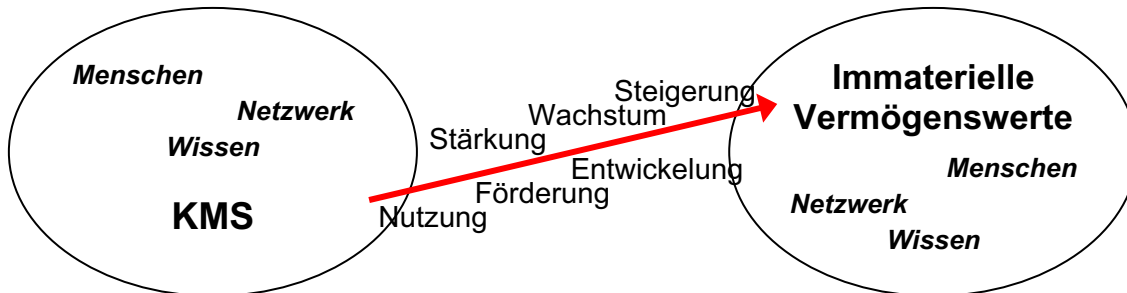 Menschen
Netzwerk
Wissen
KMS
Steigerung
Wachstum
Stärkung
Entwickelung
Förderung
Nutzung
Immaterielle
Vermögenswerte
Menschen
Netzwerk
Wissen